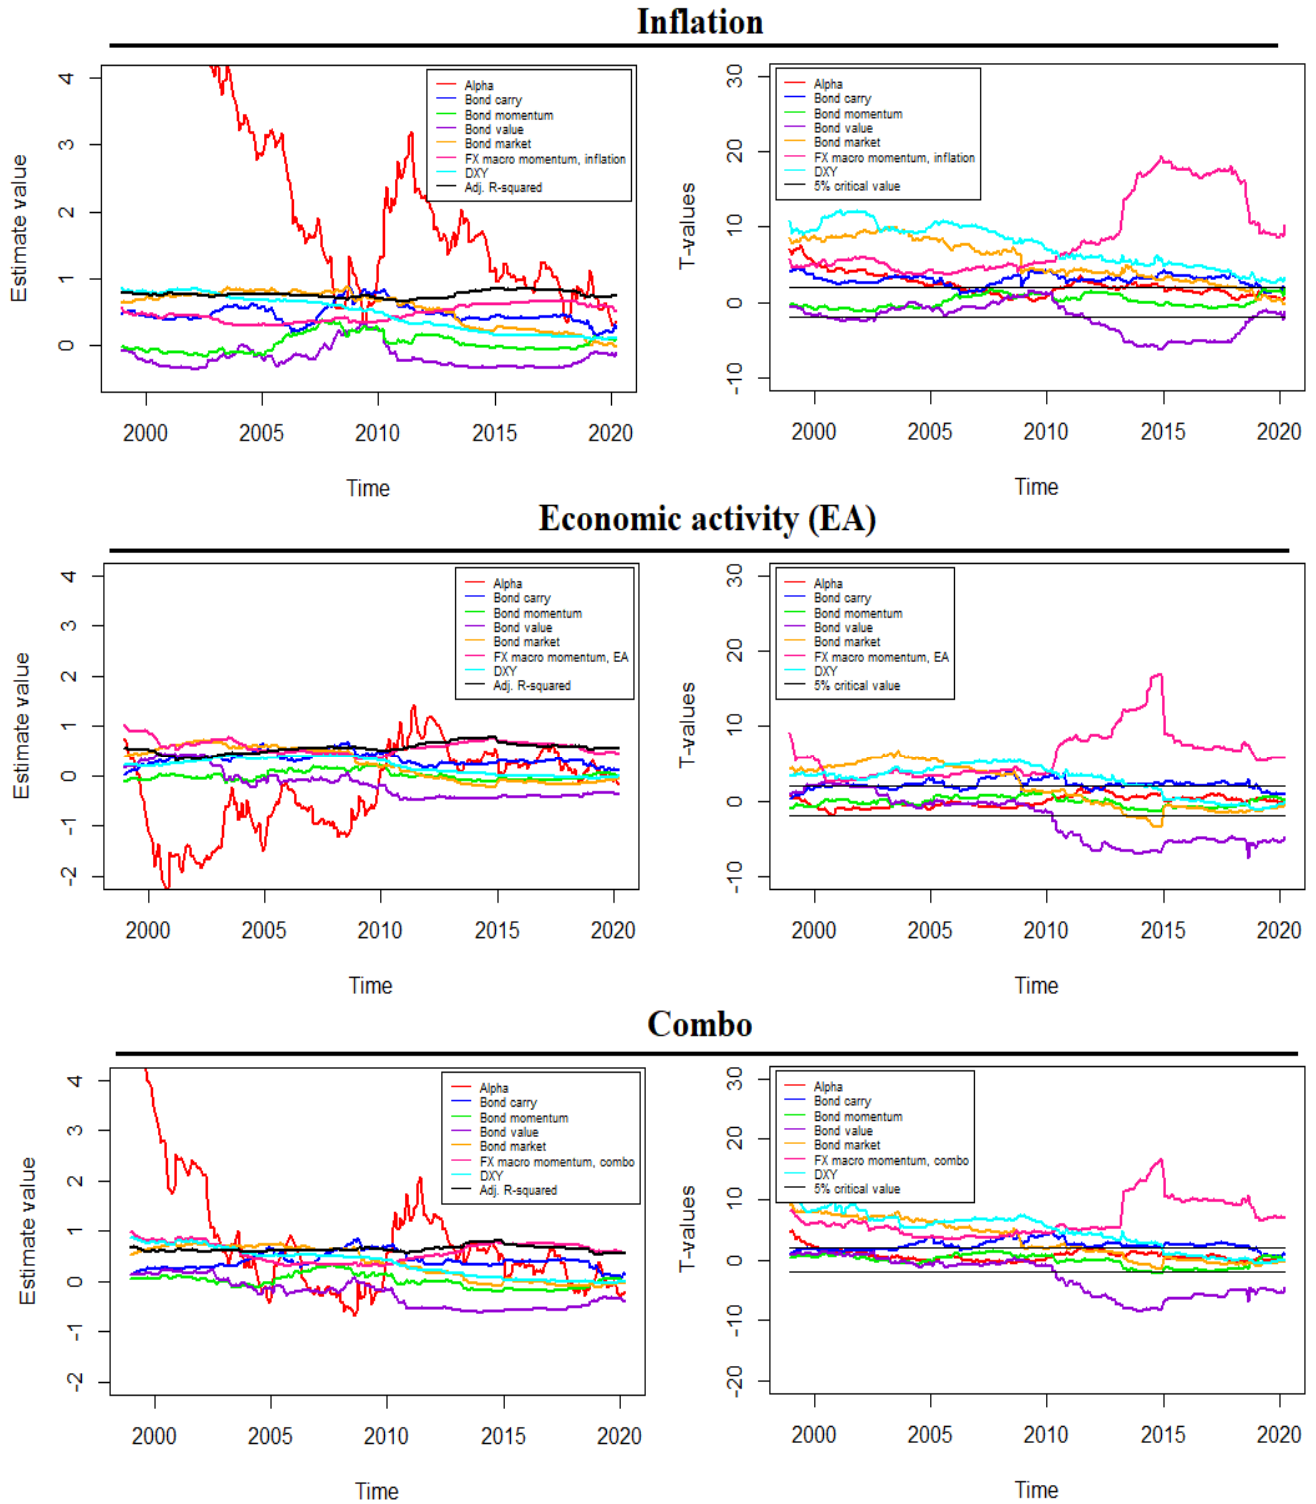 Inflation
Estimate value
4
3
2
1
0
Alpha
Bond carry
Bond momentum
Bond value
Bond market
FX macro momentum, inflation
DXY
Adj. R-squared
2000 2005 2010 2015 2020
Time
T-values
30
20
10
0
-10
Alpha
Bond carry
Bond momentum
Bond value
Bond market
FX macro momentum, inflation
DXY
5% critical value
2000 2005 2010 2015 2020
Time
Economic activity (EA)
Estimate value
4
3
2
1
0
-1
-2
Alpha
Bond carry
Bond momentum
Bond value
Bond market
FX macro momentum, EA
DXY
Adj. R-squared
2000 2005 2010 2015 2020
Time
T-values
30
20
10
0
-10
Alpha
Bond carry
Bond momentum
Bond value
Bond market
FX macro momentum, EA
DXY
5% critical value
2000 2005 2010 2015 2020
Time
Combo
Estimate value
4
3
2
1
0
-1
-2
Alpha
Bond carry
Bond momentum
Bond value
Bond market
FX macro momentum, combo
DXY
Adj. R-squared
2000 2005 2010 2015 2020
Time
T-values
30
20
10
0
-10
-20
Alpha
Bond carry
Bond momentum
Bond value
Bond market
FX macro momentum, combo
DXY
5% critical value
2000 2005 2010 2015 2020
Time